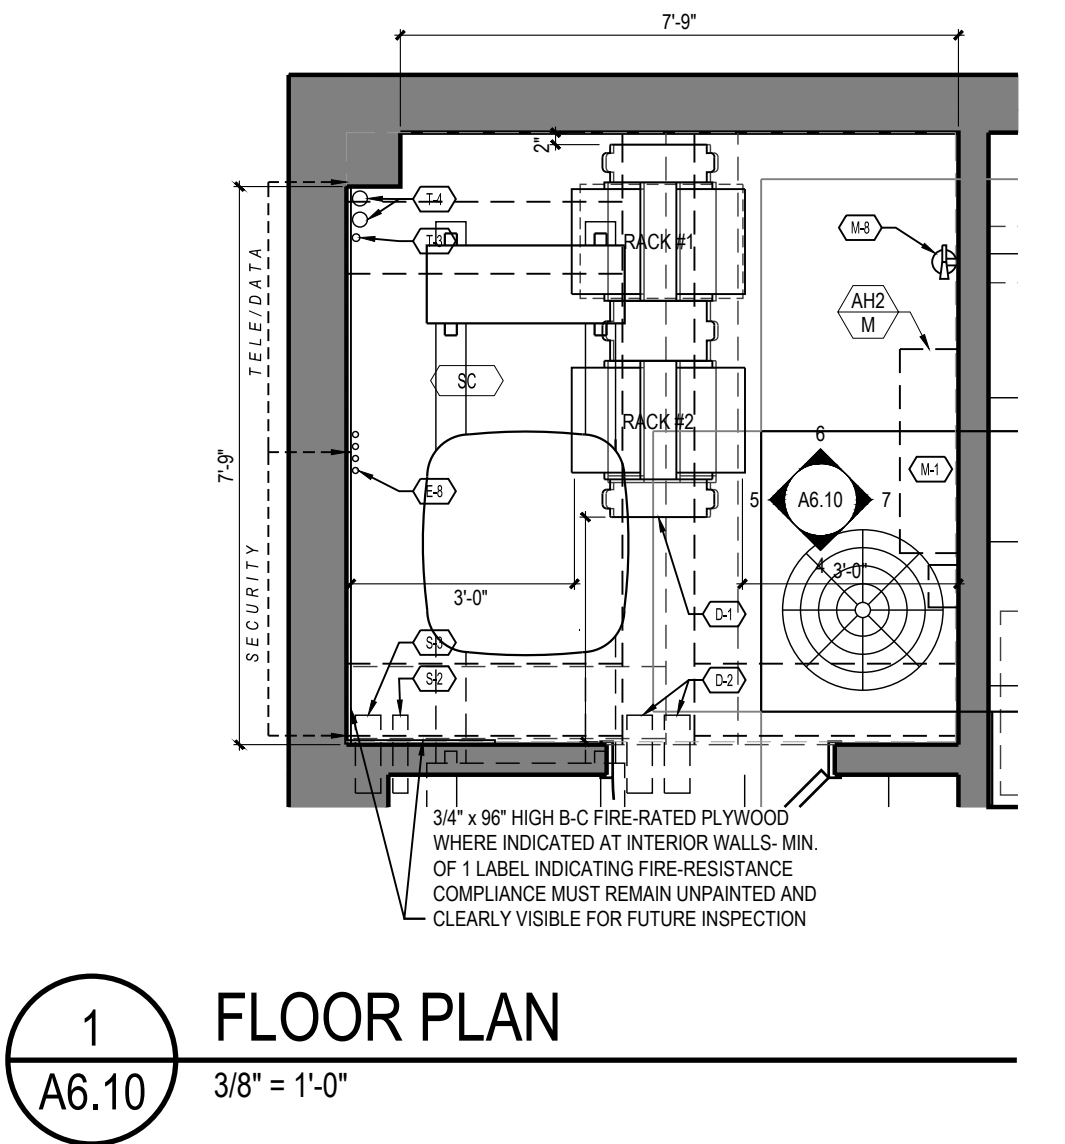 7'-9"
2"
T-4
T-3
RACK #1
M-8
AH2
M
TELE/DATA
SC
RACK #2
6
5
A6.10
7
4
M-1
7'-9"
E-8
3'-0"
3'-0"
SECURITY
D-1
S-3
S-2
D-2
3/4" x 96" HIGH B-C FIRE-RATED PLYWOOD
WHERE INDICATED AT INTERIOR WALLS- MIN.
OF 1 LABEL INDICATING FIRE-RESISTANCE
COMPLIANCE MUST REMAIN UNPAINTED AND
CLEARLY VISIBLE FOR FUTURE INSPECTION
1
A6.10
FLOOR PLAN
3/8" = 1'-0"